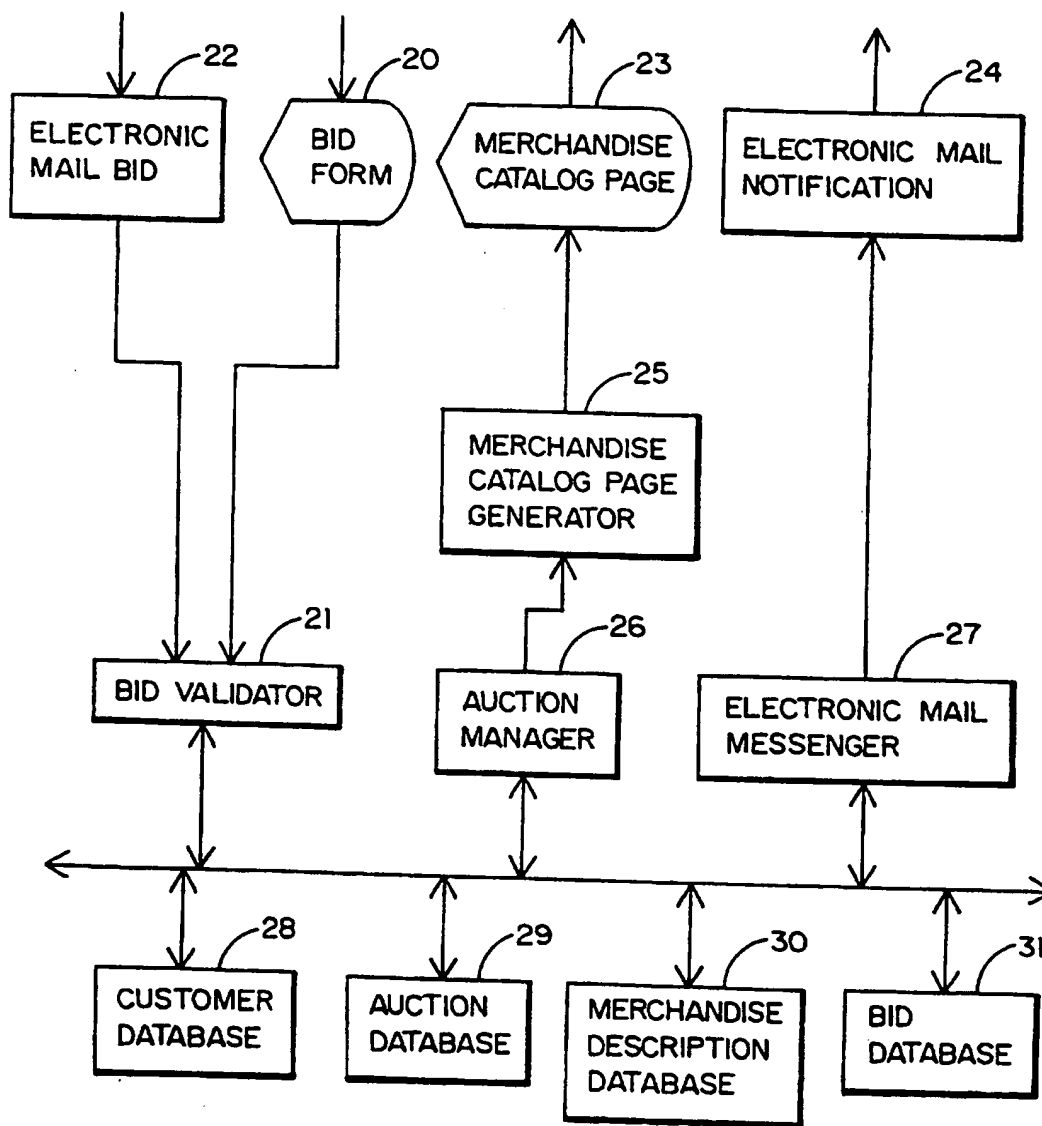 22
ELECTRONIC
MAIL BID
20
BID
FORM
23
MERCHANDISE
CATALOG PAGE
24
ELECTRONIC MAIL
NOTIFICATION
25
MERCHANDISE
CATALOG PAGE
GENERATOR
21
BID VALIDATOR
26
AUCTION
MANAGER
27
ELECTRONIC MAIL
MESSENGER
28
CUSTOMER
DATABASE
29
AUCTION
DATABASE
30
MERCHANDISE
DESCRIPTION
DATABASE
31
BID
DATABASE